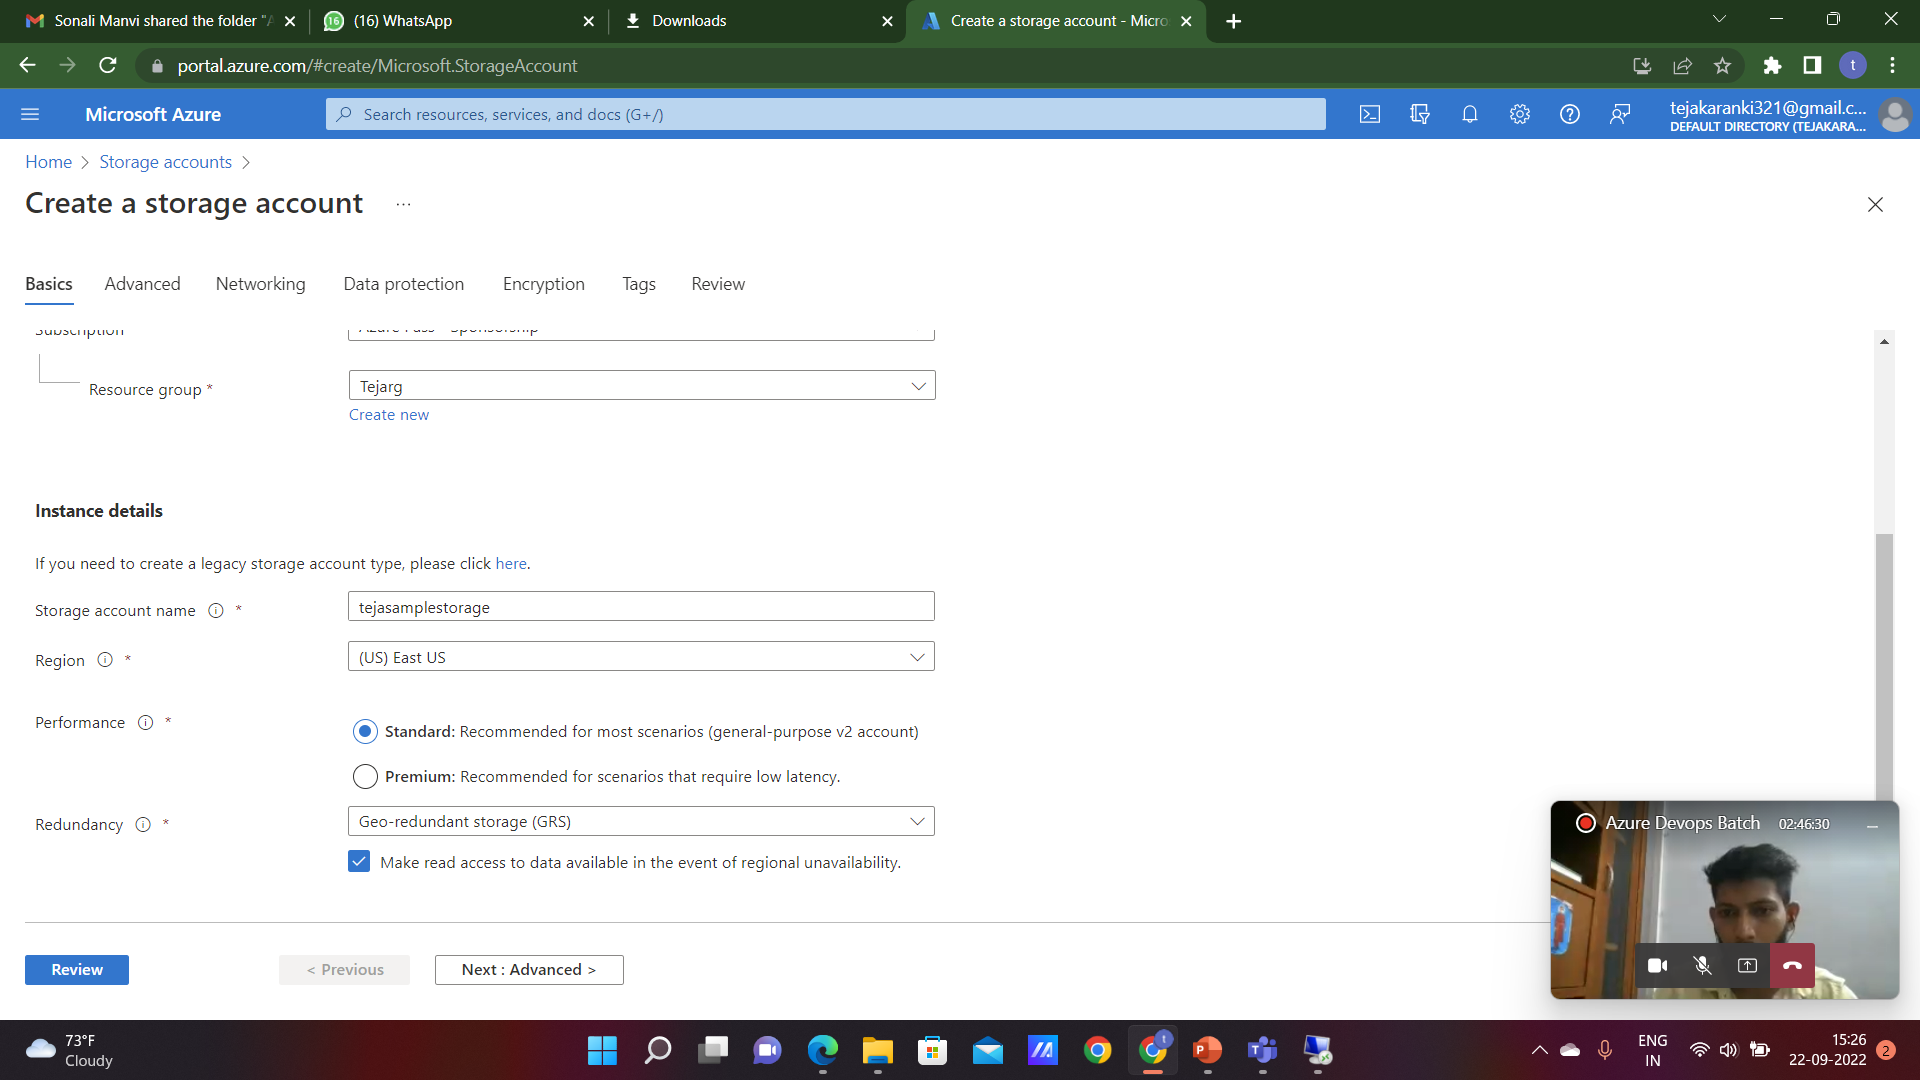 Sonali Manvi shared the folder "A
16
(16) WhatsApp
Downloads
Create a storage account - Micro
portal.azure.com/#create/Microsoft.StorageAccount
t
Microsoft Azure
Search resources, services, and docs (G+/)
tejakaranki321@gmail.c...
DEFAULT DIRECTORY (TEJAKARA...
Home > Storage accounts >
Create a storage account ...
Basics Advanced Networking Data protection Encryption Tags Review
Subscription
Azure Pass - Sponsorship
Resource group *
Tejarg
Create new
Instance details
If you need to create a legacy storage account type, please click here.
Storage account name *
tejasamplestorage
Region *
(US) East US
Performance *
Standard: Recommended for most scenarios (general-purpose v2 account)
Premium: Recommended for scenarios that require low latency.
Redundancy *
Geo-redundant storage (GRS)
Make read access to data available in the event of regional unavailability.
Azure Devops Batch 02:46:30
Review
< Previous
Next : Advanced >
73°F
Cloudy
t
P
ENG
IN
15:26
22-09-2022
2